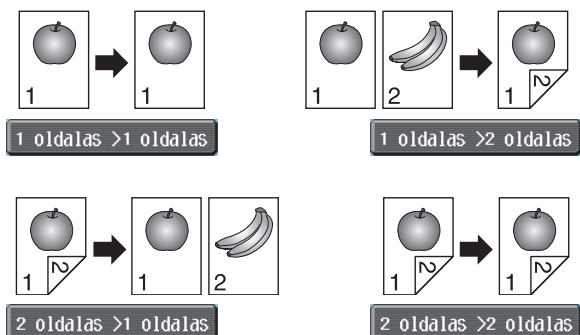 1 1 1 2 1 2
1 oldalas >1 oldalas 1 oldalas >2 oldalas
1 2 1 2 1 2 1 2
2 oldalas >1 oldalas 2 oldalas >2 oldalas